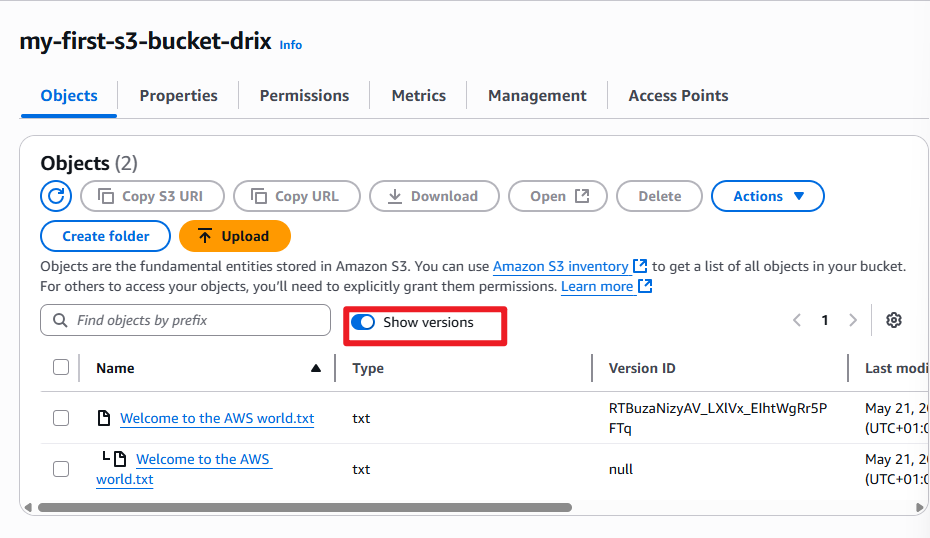 my-first-s3-bucket-drix Info
Objects Properties Permissions Metrics Management Access Points
Objects (2)
Copy S3 URI Copy URL Download Open Delete Actions
Create folder Upload
Objects are the fundamental entities stored in Amazon S3. You can use Amazon S3 inventory to get a list of all objects in your bucket.
For others to access your objects, you’ll need to explicitly grant them permissions. Learn more
Find objects by prefix Show versions 1
Name Type Version ID Last modi
Welcome to the AWS world.txt txt RTBuzaNizyAV_LXlVx_EIhtWgRr5P May 21, 20
FTq (UTC+01:0
Welcome to the AWS txt null May 21, 20
world.txt (UTC+01:0